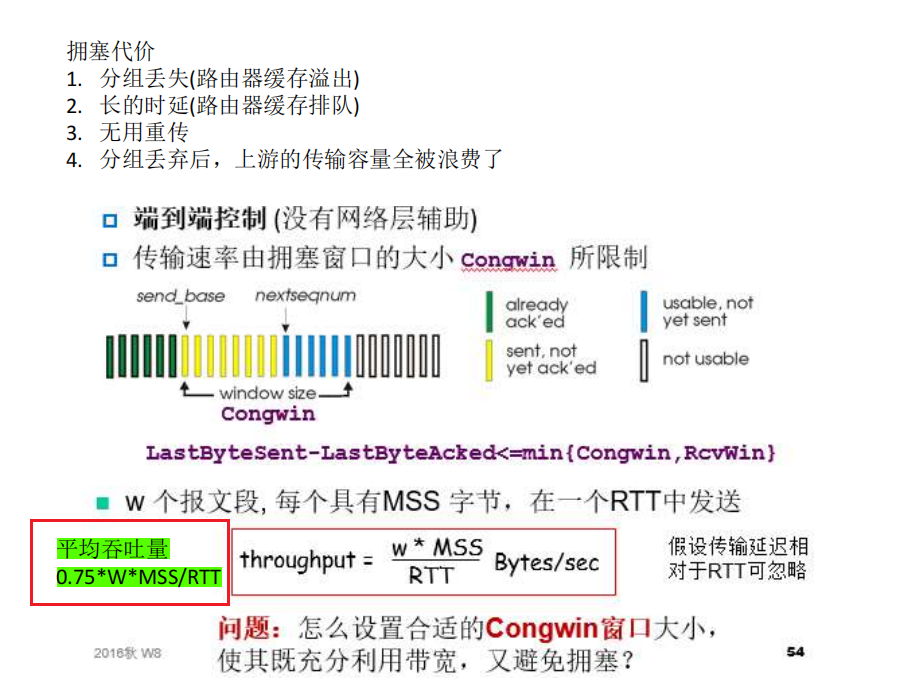 拥塞代价
1. 分组丢失(路由器缓存溢出)
2. 长的时延(路由器缓存排队)
3. 无用重传
4. 分组丢弃后，上游的传输容量全被浪费了
端到端控制 (没有网络层辅助)
传输速率由拥塞窗口的大小 Congwin 所限制
send_base nextseqnum
already
ack'ed
usable, not
yet sent
sent, not
yet ack'ed
not usable
window size
Congwin
LastByteSent-LastByteAcked<=min{Congwin,RcvWin}
w 个报文段, 每个具有MSS 字节，在一个RTT中发送
平均吞吐量
0.75*W*MSS/RTT
throughput = w * MSS / RTT Bytes/sec
假设传输延迟相
对于RTT可忽略
问题：怎么设置合适的Congwin窗口大小，
使其既充分利用带宽，又避免拥塞？
2016秋 W8
54